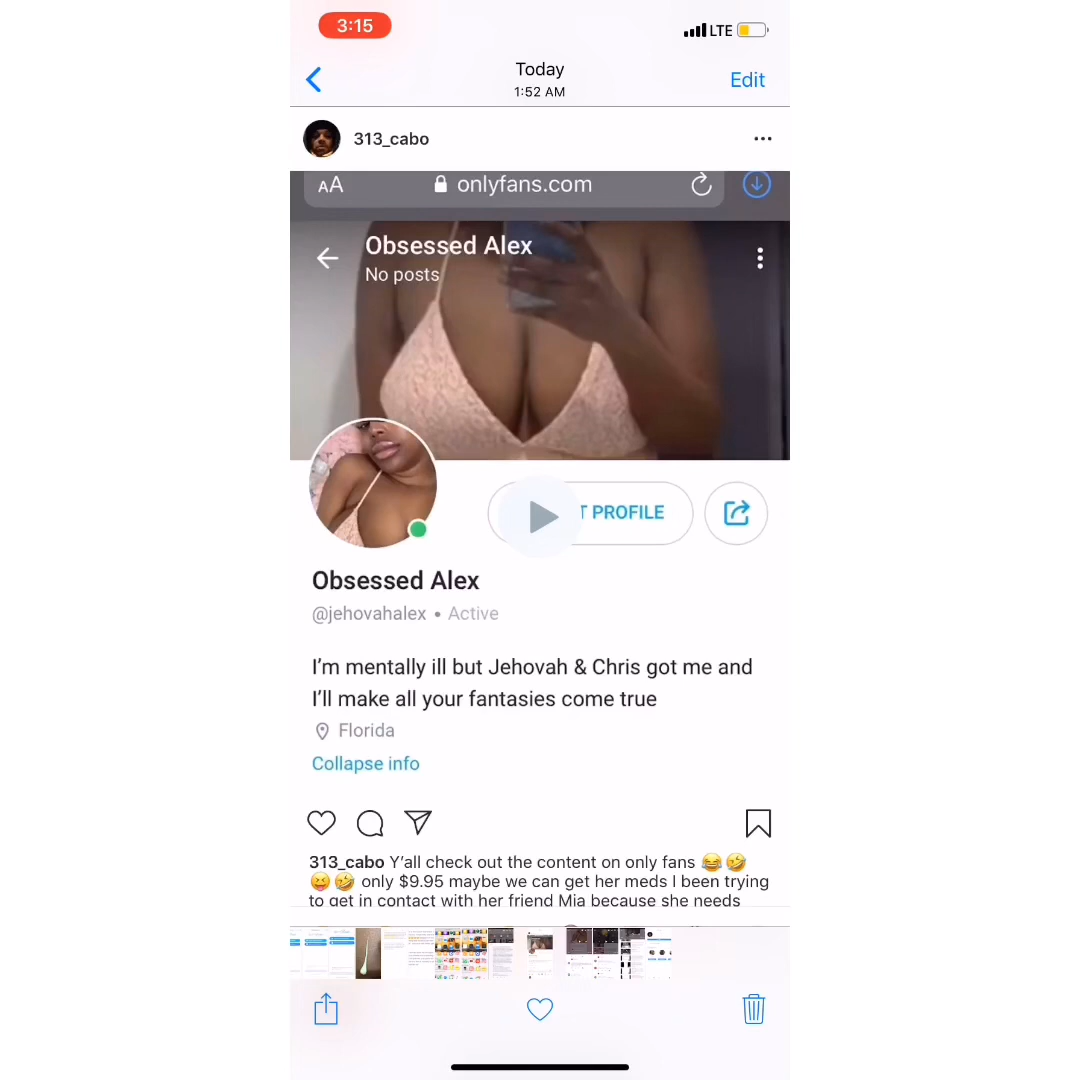 3:15
LTE
Today
1:52 AM
Edit
313_cabo
AA
onlyfans.com
Obsessed Alex
No posts
T PROFILE
Obsessed Alex
@jehovahalex • Active
I'm mentally ill but Jehovah & Chris got me and
I'll make all your fantasies come true
Florida
Collapse info
313_cabo Y'all check out the content on only fans 😂🤣
😝🤣 only $9.95 maybe we can get her meds I been trying
to get in contact with her friend Mia because she needs